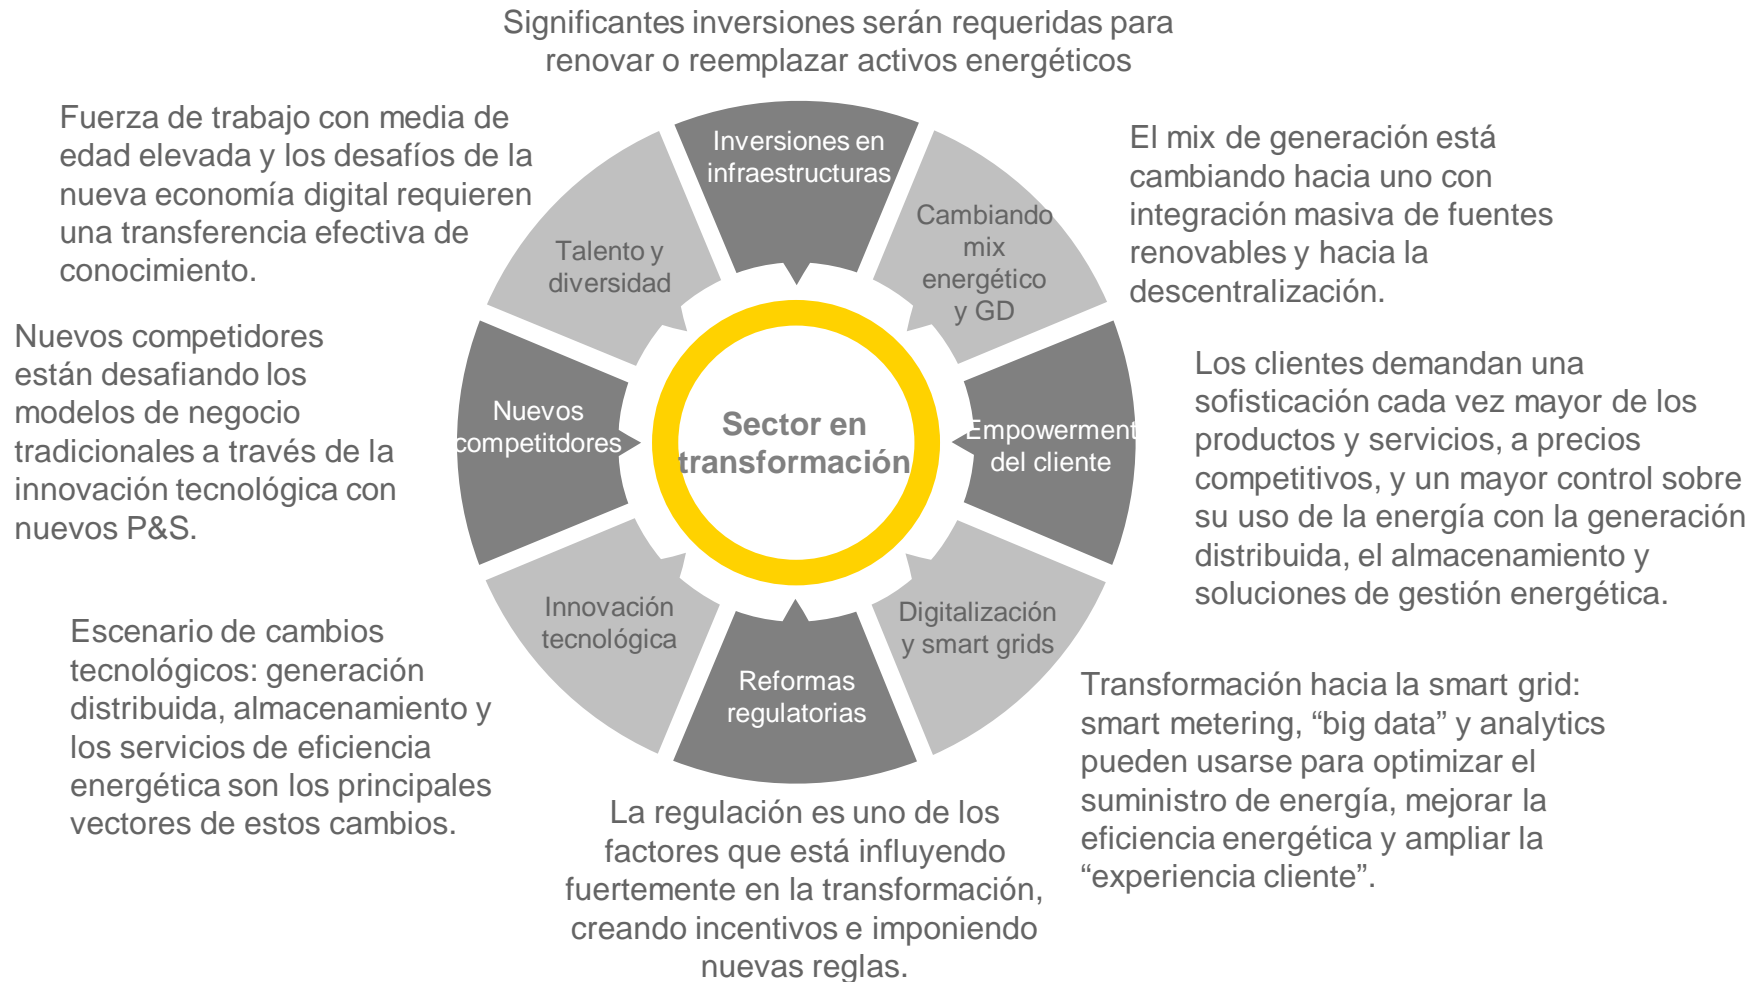 Significantes inversiones serán requeridas para
renovar o reemplazar activos energéticos
Inversiones en
infraestructuras
El mix de generación está
cambiando hacia uno con
integración masiva de fuentes
renovables y hacia la
descentralización.
Cambiando
mix
energético
y GD
Los clientes demandan una
sofisticación cada vez mayor de los
productos y servicios, a precios
competitivos, y un mayor control sobre
su uso de la energía con la generación
distribuida, el almacenamiento y
soluciones de gestión energética.
Empowerment
del cliente
Transformación hacia la smart grid:
smart metering, “big data” y analytics
pueden usarse para optimizar el
suministro de energía, mejorar la
eficiencia energética y ampliar la
“experiencia cliente”.
Digitalización
y smart grids
Reformas
regulatorias
La regulación es uno de los
factores que está influyendo
fuertemente en la transformación,
creando incentivos e imponiendo
nuevas reglas.
Innovación
tecnológica
Escenario de cambios
tecnológicos: generación
distribuida, almacenamiento y
los servicios de eficiencia
energética son los principales
vectores de estos cambios.
Nuevos
competitdores
Nuevos competidores
están desafiando los
modelos de negocio
tradicionales a través de la
innovación tecnológica con
nuevos P&S.
Talento y
diversidad
Fuerza de trabajo con media de
edad elevada y los desafíos de la
nueva economía digital requieren
una transferencia efectiva de
conocimiento.
Sector en
transformación